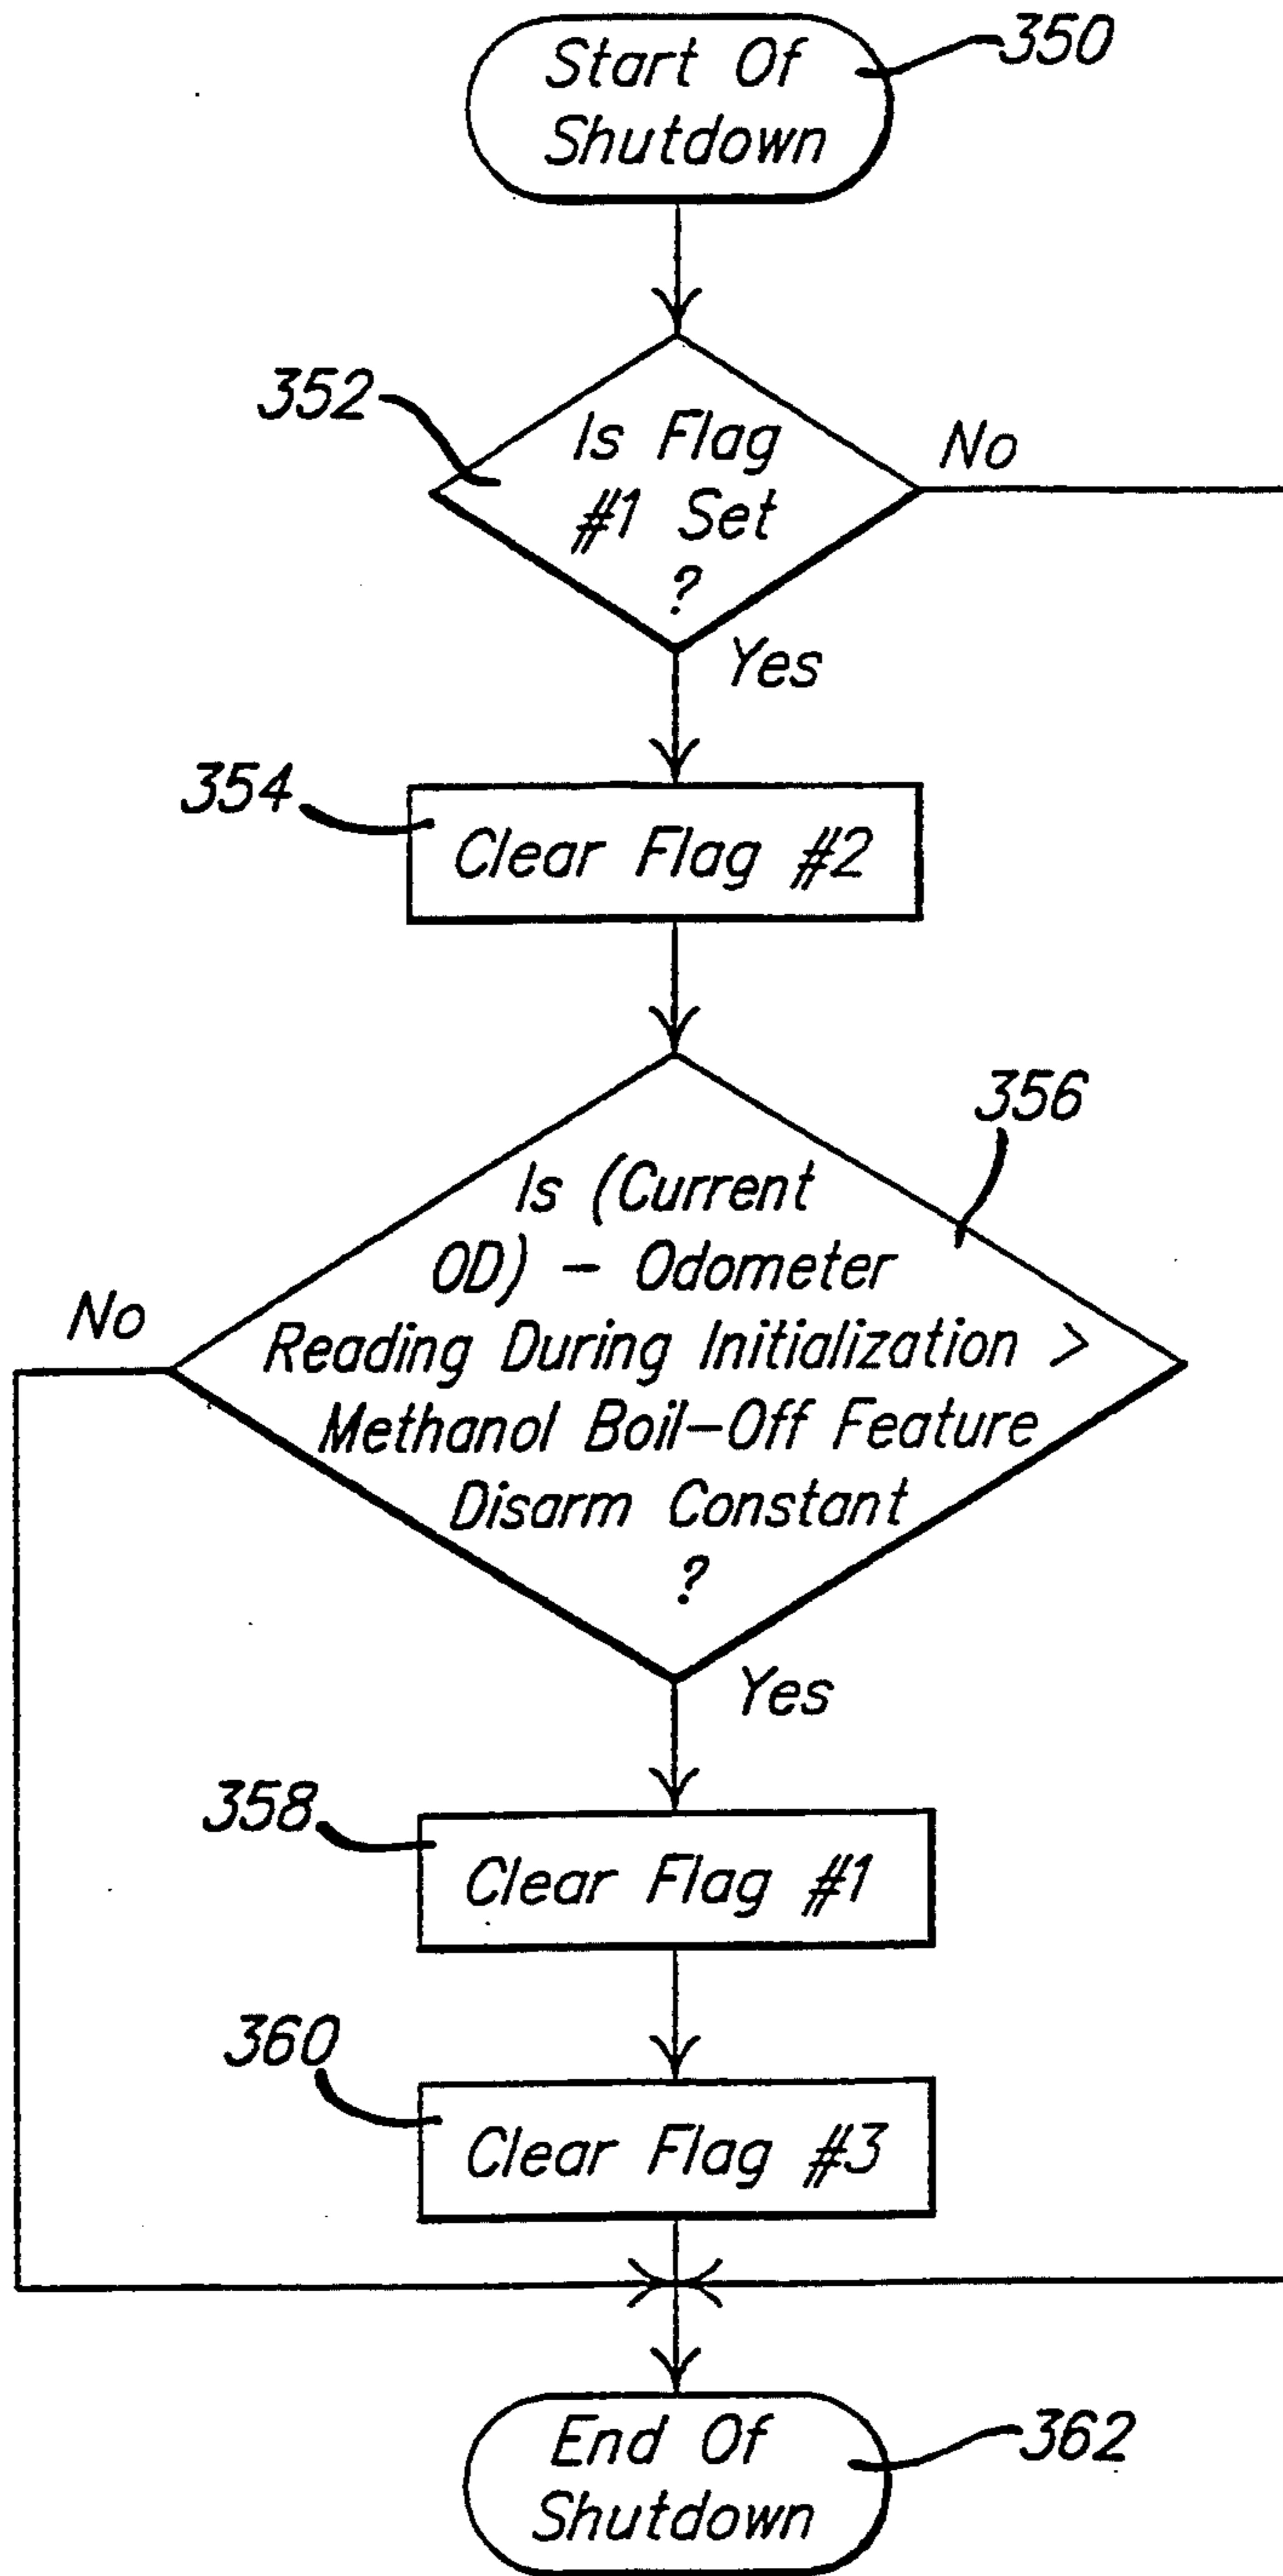 Start Of
Shutdown
350
352
Is Flag
#1 Set
?
No
Yes
354
Clear Flag #2
356
Is (Current
OD) - Odometer
Reading During Initialization >
Methanol Boil-Off Feature
Disarm Constant
?
No
Yes
358
Clear Flag #1
360
Clear Flag #3
End Of
Shutdown
362